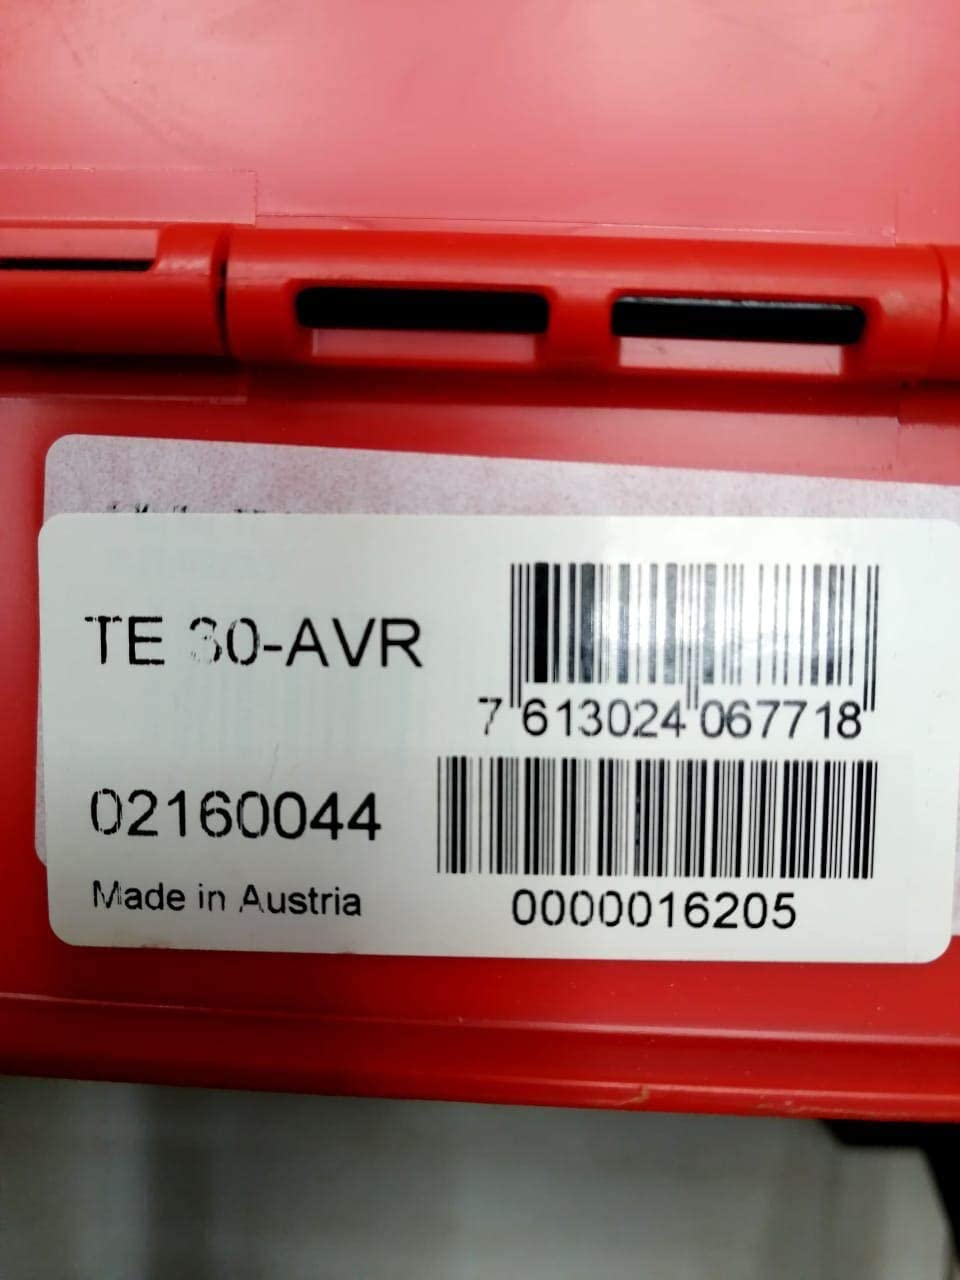 TE 30-AVR
7 613024 067718
02160044
Made in Austria
0000016205